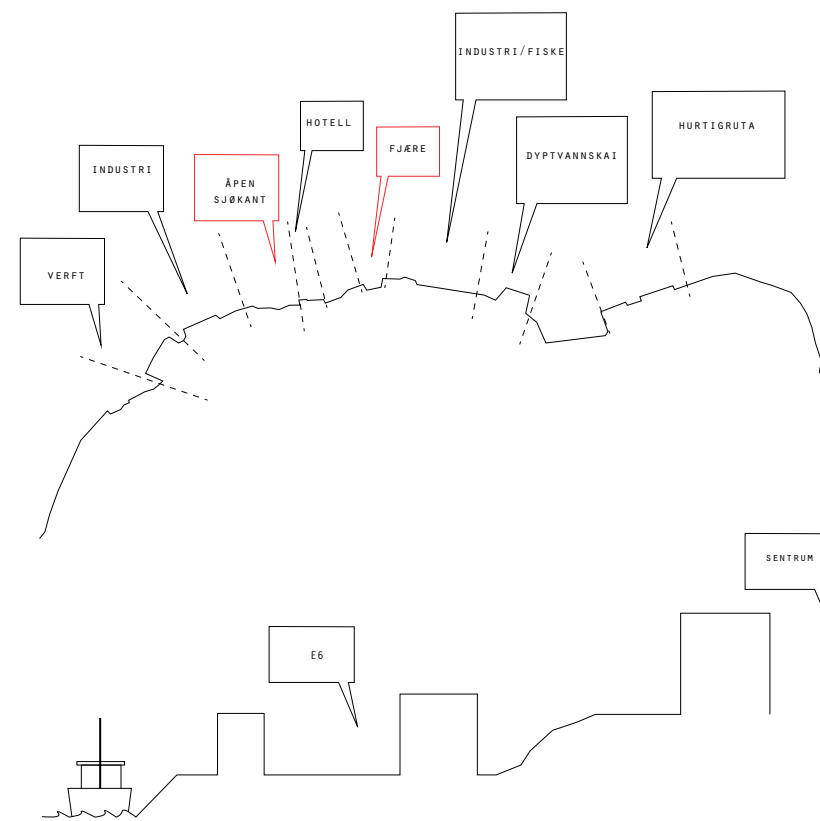 INDUSTRI/FISKE
HOTELL
HURTIGRUTA
FJÆRE
DYPTVANNSKAI
INDUSTRI
ÅPEN
SJØKANT
VERFT
SENTRUM
E6